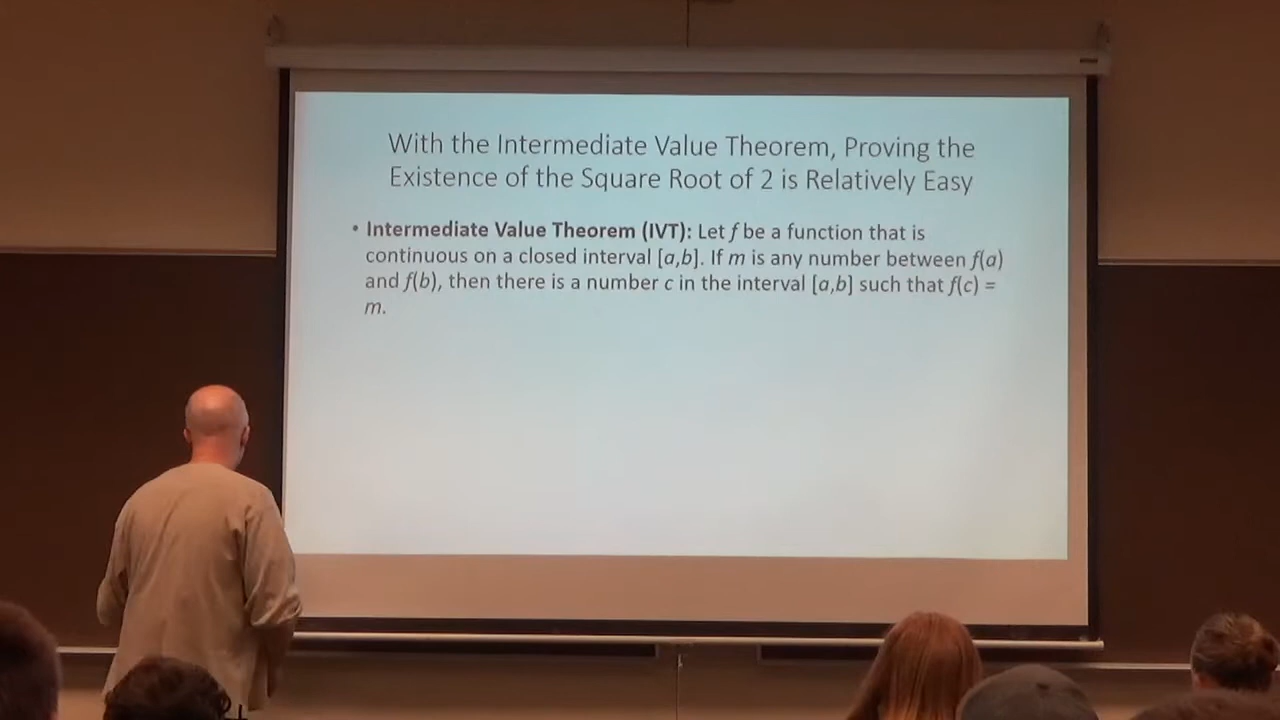 With the Intermediate Value Theorem, Proving the
Existence of the Square Root of 2 is Relatively Easy
• Intermediate Value Theorem (IVT): Let f be a function that is
continuous on a closed interval [a,b]. If m is any number between f(a)
and f(b), then there is a number c in the interval [a,b] such that f(c) =
m.